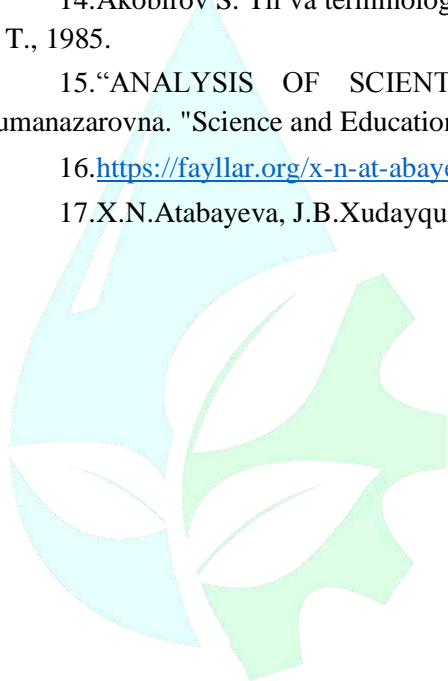 14.Akobirov S. Til va terminolog
T., 1985.
15.“ANALYSIS OF SCIENT
umanazarovna. "Science and Education
16.https://fayllar.org/x-n-at-abaye
17.X.N.Atabayeva, J.B.Xudayqu